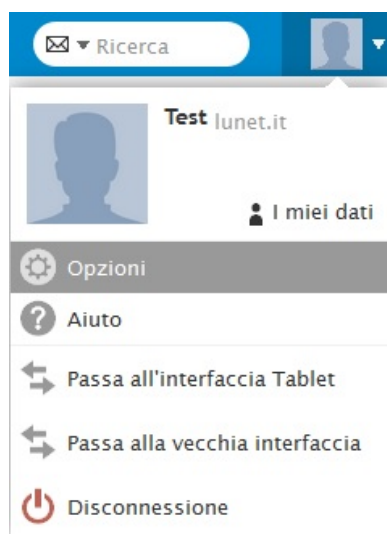 Ricerca
Test lunet.it
I miei dati
Opzioni
Aiuto
Passa all'interfaccia Tablet
Passa alla vecchia interfaccia
Disconnessione